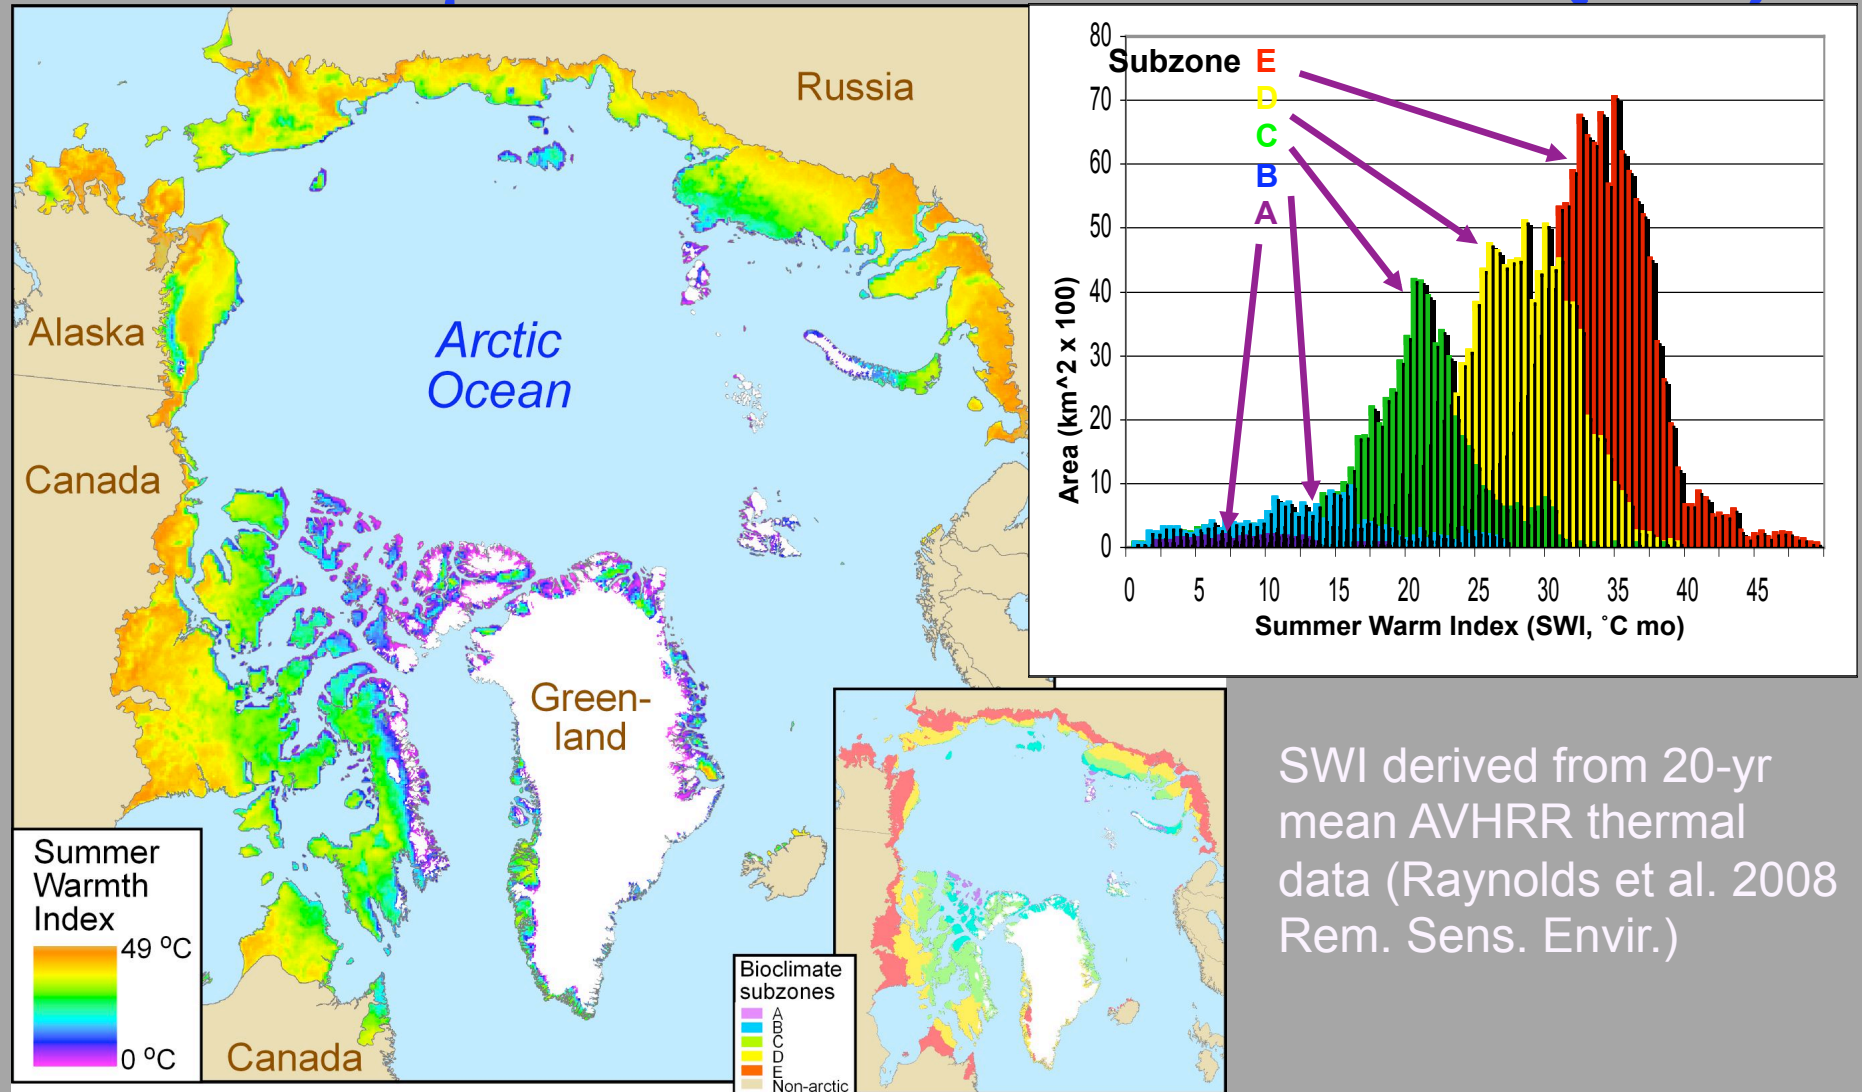 Russia
Alaska
Arctic
Ocean
Canada
Green-
land
Canada
Summer
Warmth
Index
49 ºC
0 ºC
Bioclimate
subzones
A
B
C
D
E
Non-arctic
80
70
60
50
40
30
20
10
0
Subzone E
D
C
B
A
Area (km^2 x 100)
0 5 10 15 20 25 30 35 40 45
Summer Warm Index (SWI, ˚C mo)
SWI derived from 20-yr
mean AVHRR thermal
data (Raynolds et al. 2008
Rem. Sens. Envir.)